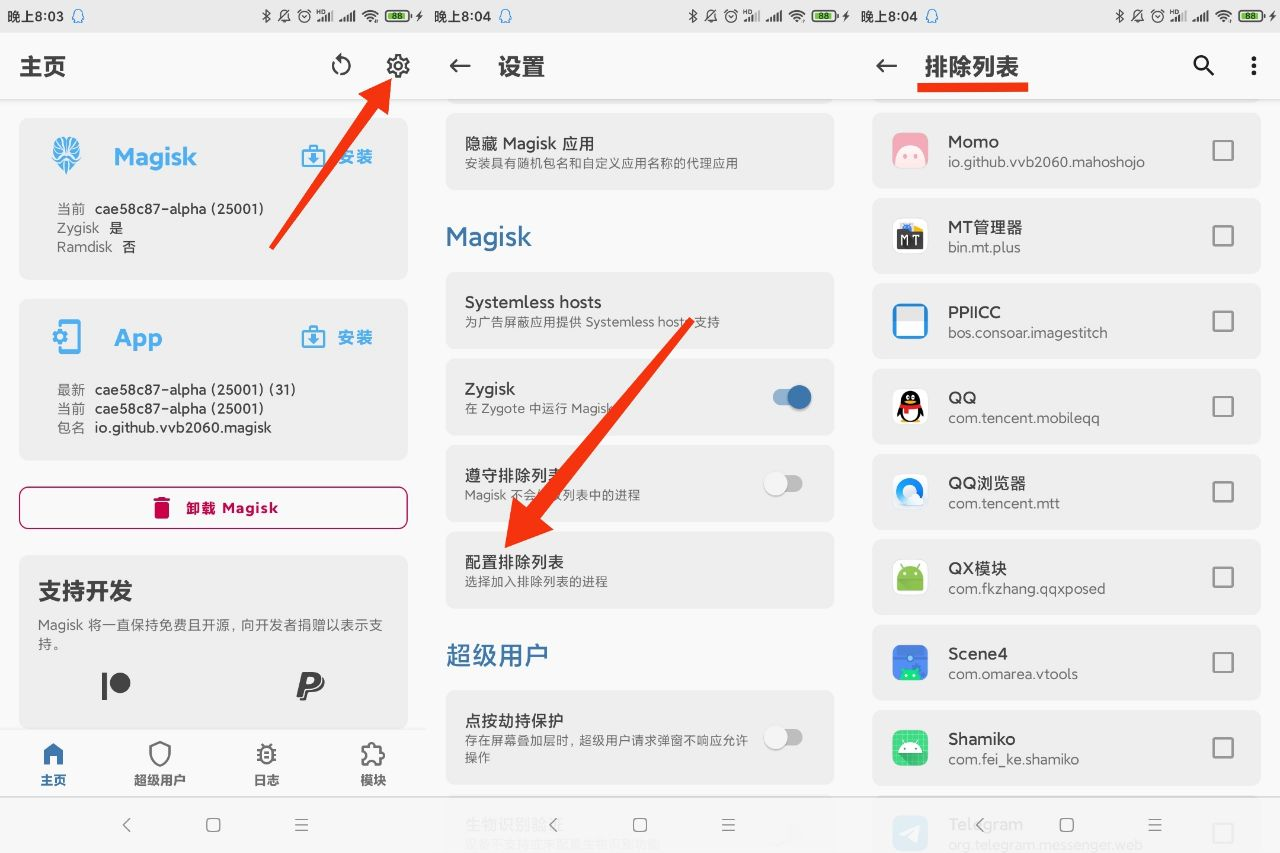 晚上8:03
88
主页
Magisk
安装
当前 cae58c87-alpha (25001)
Zygisk 是
Ramdisk 否
App
安装
最新 cae58c87-alpha (25001) (31)
当前 cae58c87-alpha (25001)
包名 io.github.vvb2060.magisk
卸载 Magisk
支持开发
Magisk 将一直保持免费且开源, 向开发者捐赠以表示支
持。
主页
超级用户
日志
模块
晚上8:04
88
设置
隐藏 Magisk 应用
安装具有随机包名和自定义应用名称的代理应用
Magisk
Systemless hosts
为广告屏蔽应用提供 Systemless hosts 支持
Zygisk
在 Zygote 中运行 Magisk
遵守排除列表
Magisk 不会 列表中的进程
配置排除列表
选择加入排除列表的进程
超级用户
点按劫持保护
存在屏幕叠加层时, 超级用户请求弹窗不响应允许
操作
生物识别验证
晚上8:04
88
排除列表
Momo
io.github.vvb2060.mahoshojo
MT管理器
bin.mt.plus
PPIICC
bos.consoar.imagestitch
QQ
com.tencent.mobileqq
QQ浏览器
com.tencent.mtt
QX模块
com.fkzhang.qqxposed
Scene4
com.omarea.vtools
Shamiko
com.fei_ke.shamiko
Telegram
org.telegram.messenger.web